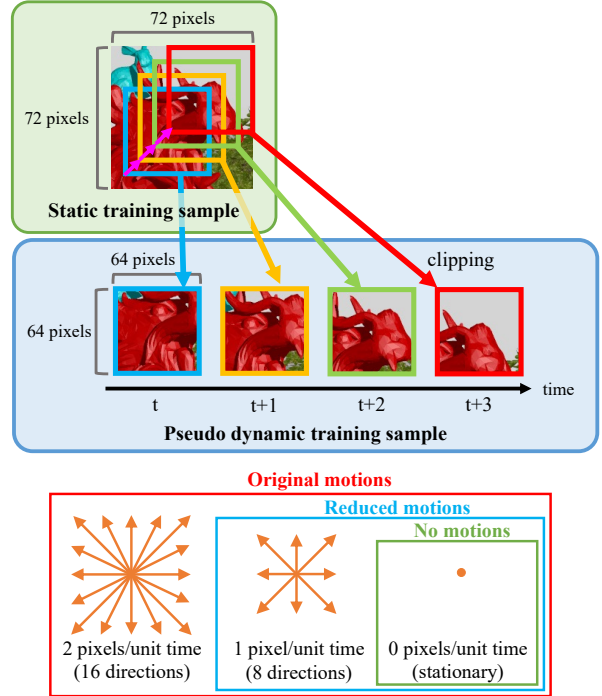 72 pixels
72 pixels
Static training sample
64 pixels
clipping
64 pixels
time
t
t+1
t+2
t+3
Pseudo dynamic training sample
Original motions
Reduced motions
No motions
2 pixels/unit time
(16 directions)
1 pixel/unit time
(8 directions)
0 pixels/unit time
(stationary)